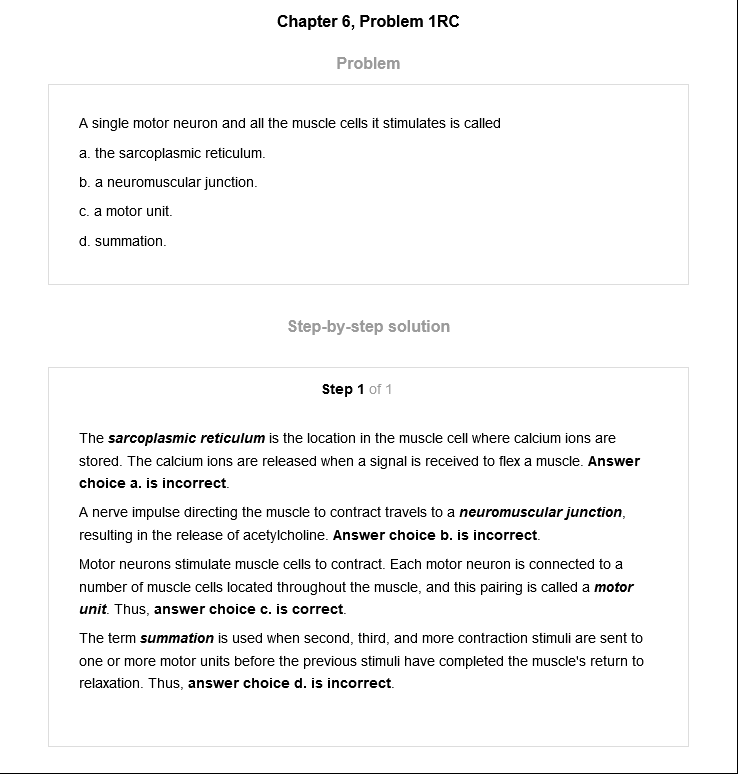 Chapter 6, Problem 1RC
Problem
A single motor neuron and all the muscle cells it stimulates is called
a. the sarcoplasmic reticulum.
b. a neuromuscular junction.
c. a motor unit.
d. summation.
Step-by-step solution
Step 1 of 1
The sarcoplasmic reticulum is the location in the muscle cell where calcium ions are
stored. The calcium ions are released when a signal is received to flex a muscle. Answer
choice a. is incorrect.
A nerve impulse directing the muscle to contract travels to a neuromuscular junction,
resulting in the release of acetylcholine. Answer choice b. is incorrect.
Motor neurons stimulate muscle cells to contract. Each motor neuron is connected to a
number of muscle cells located throughout the muscle, and this pairing is called a motor
unit. Thus, answer choice c. is correct.
The term summation is used when second, third, and more contraction stimuli are sent to
one or more motor units before the previous stimuli have completed the muscle's return to
relaxation. Thus, answer choice d. is incorrect.